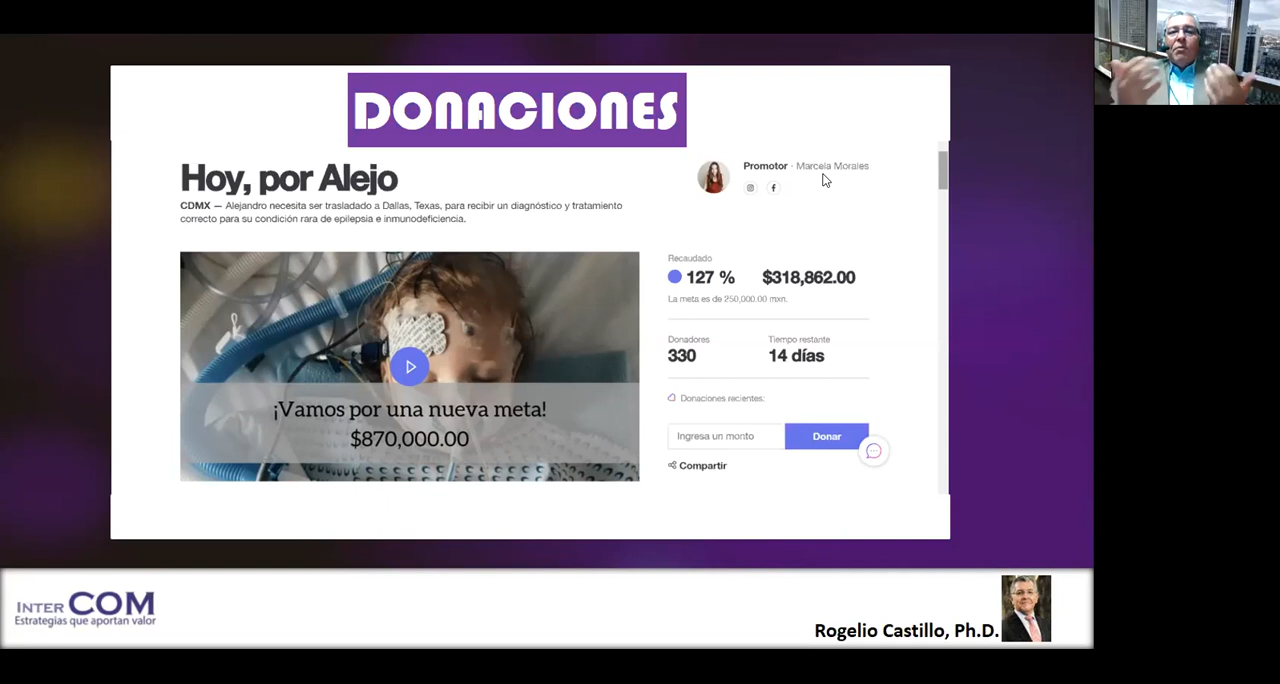 DONACIONES
Hoy, por Alejo
CDMX — Alejandro necesita ser trasladado a Dallas, Texas, para recibir un diagnóstico y tratamiento
correcto para su condición rara de epilepsia e inmunodeficiencia.
Promotor - Marcela Morales
¡Vamos por una nueva meta!
$870,000.00
Recaudado
127 % $318,862.00
La meta es de 250,000.00 mxn.
Donadores Tiempo restante
330 14 días
Donaciones recientes:
Ingresa un monto Donar
Compartir
INTER COM
Estrategias que aportan valor
Rogelio Castillo, Ph.D.